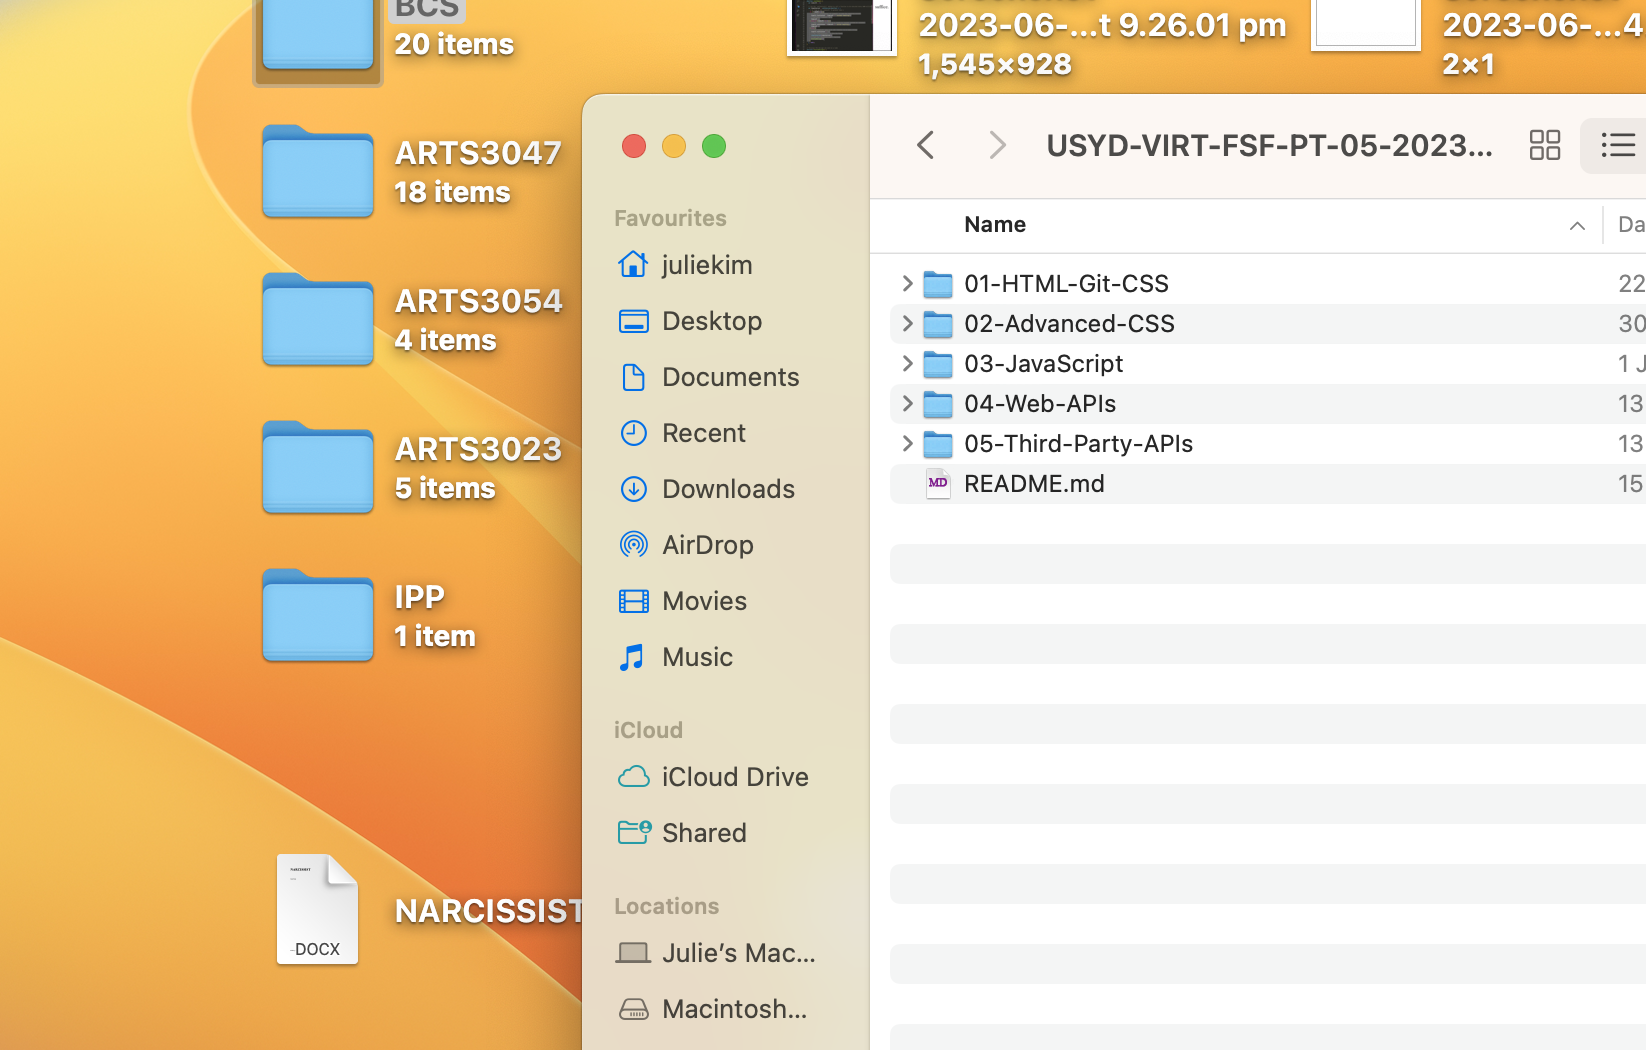 BCS
20 items
ARTS3047
18 items
ARTS3054
4 items
ARTS3023
5 items
IPP
1 item
DOCX
NARCISSIST
2023-06-...t 9.26.01 pm
1,545×928
2023-06-...4
2×1
USYD-VIRT-FSF-PT-05-2023...
Favourites
juliekim
Desktop
Documents
Recent
Downloads
AirDrop
Movies
Music
iCloud
iCloud Drive
Shared
Locations
Julie’s Mac...
Macintosh...
Name Da
01-HTML-Git-CSS 22
02-Advanced-CSS 30
03-JavaScript 1 J
04-Web-APIs 13
05-Third-Party-APIs 13
MD README.md 15